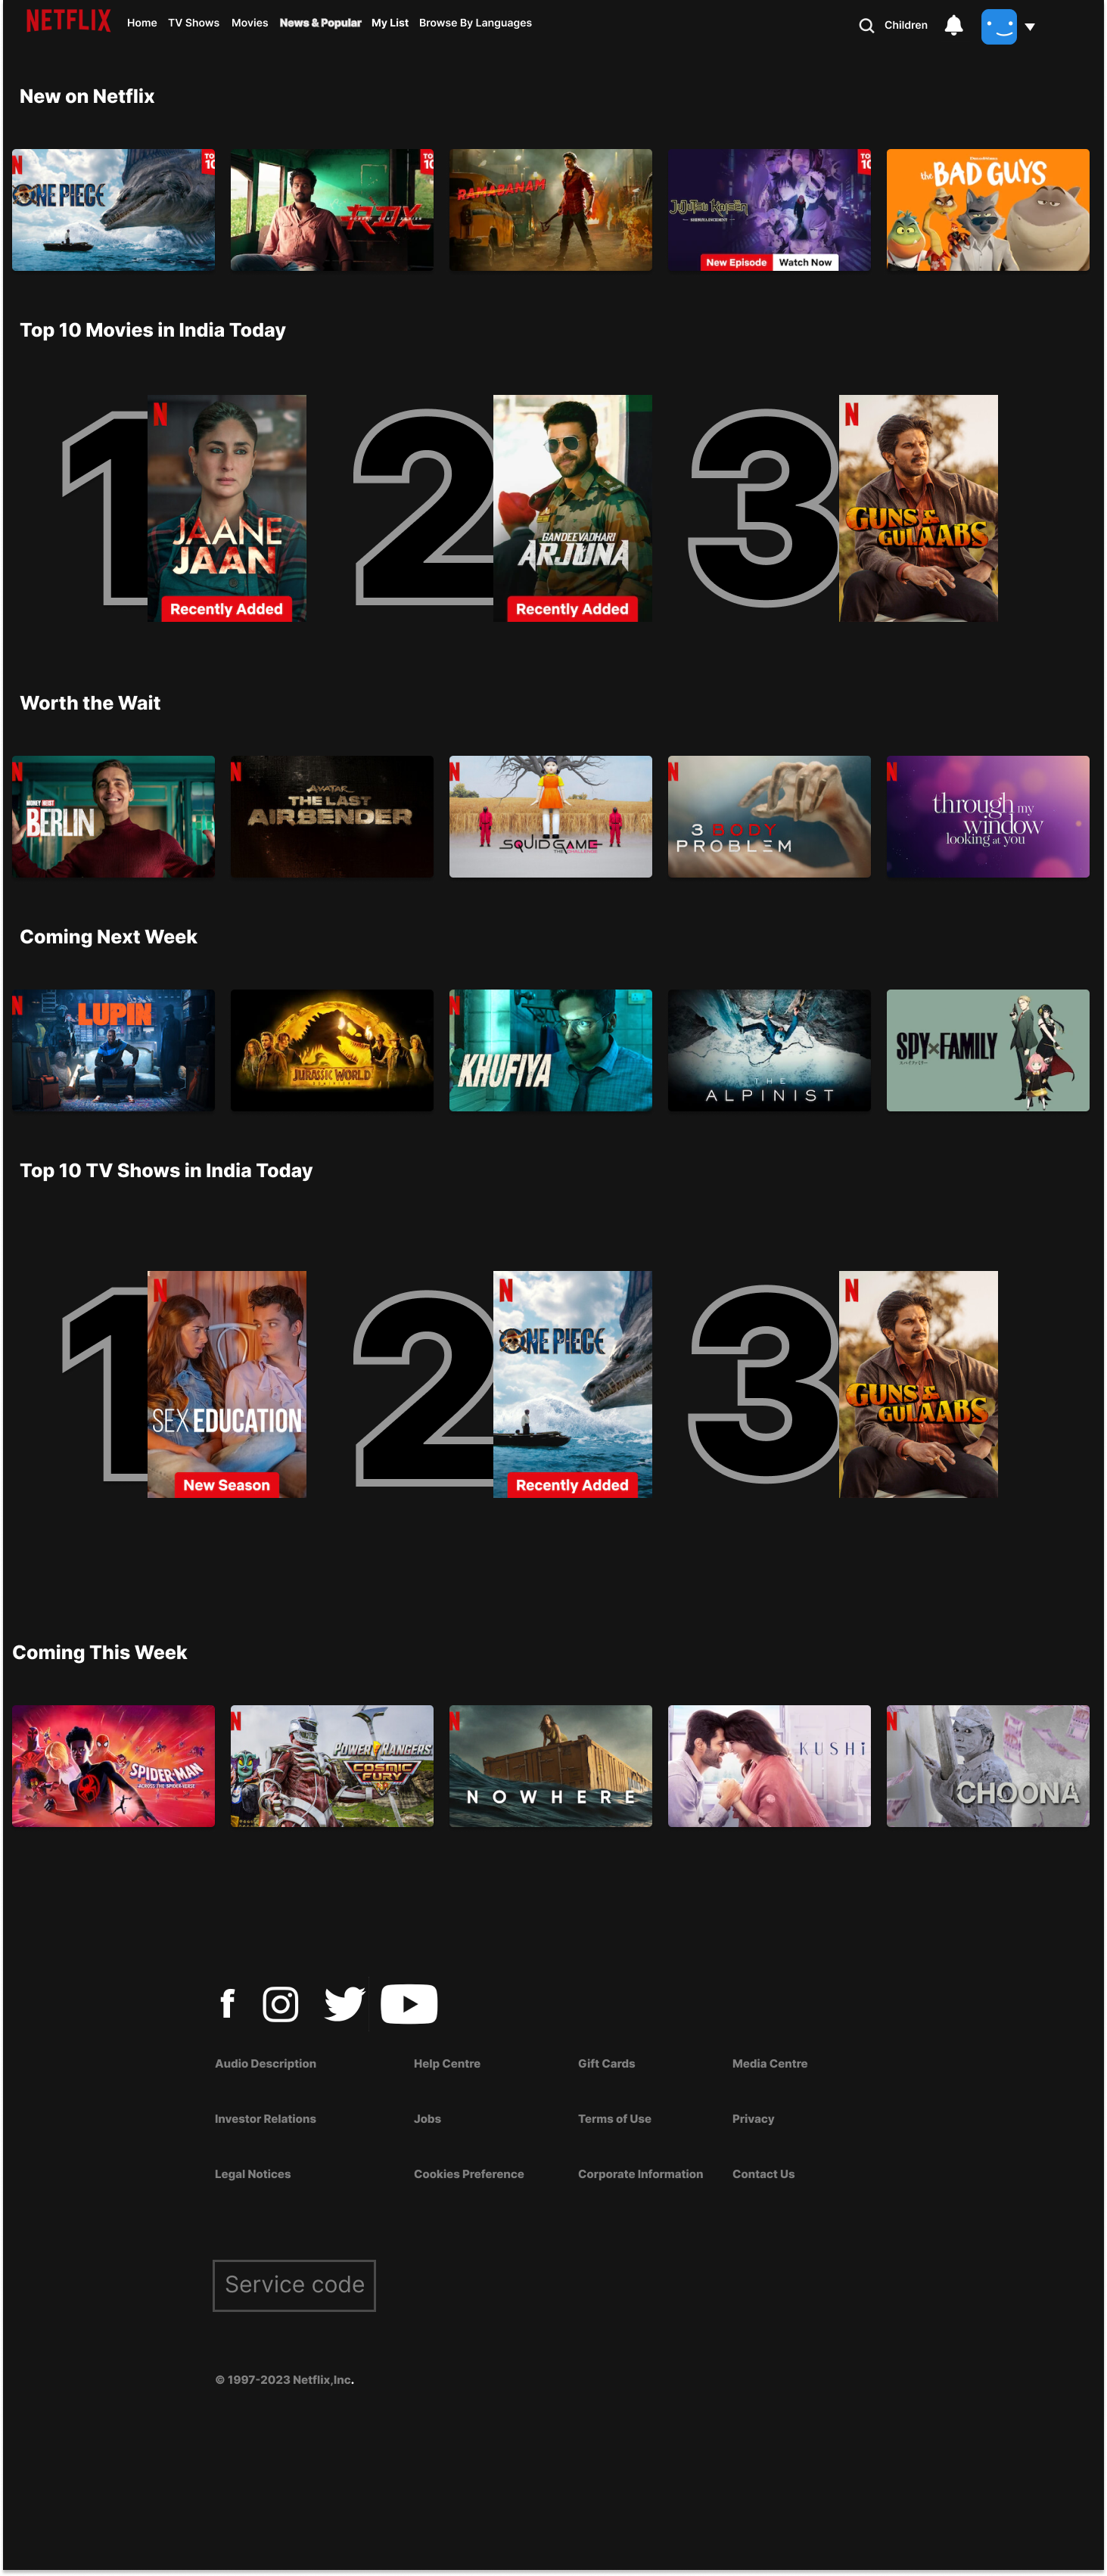 NETFLIX
Home TV Shows Movies News & Popular My List Browse By Languages
Children
New on Netflix
N
ONE PIECE
TOP
10
RDX
TOP
10
RAMABANAM
JUJUTSU KAISEN
TOP
10
New Episode Watch Now
the BAD GUYS
Top 10 Movies in India Today
1
N
JAANE
JAAN
Recently Added
2
GANDEEVADHARI
ARJUNA
Recently Added
3
N
GUNS &
GULAABS
Worth the Wait
N
MONEY HEIST
BERLIN
N
AVATAR
THE LAST
AIRBENDER
N
SQUID GAME
THE CHALLENGE
N
3 BODY
PROBLEM
N
through my
window
looking at you
Coming Next Week
N
LUPIN
JURASSIC WORLD
N
KHUFIYA
THE
ALPINIST
SPY×FAMILY
Top 10 TV Shows in India Today
1
N
SEX EDUCATION
New Season
2
N
ONE PIECE
Recently Added
3
N
GUNS &
GULAABS
Coming This Week
SPIDER-MAN
ACROSS THE SPIDER-VERSE
N
POWER RANGERS
COSMIC
FURY
N
NOWHERE
KUSHi
N
CHOONA
f
Audio Description Help Centre Gift Cards Media Centre
Investor Relations Jobs Terms of Use Privacy
Legal Notices Cookies Preference Corporate Information Contact Us
Service code
© 1997-2023 Netflix,Inc.